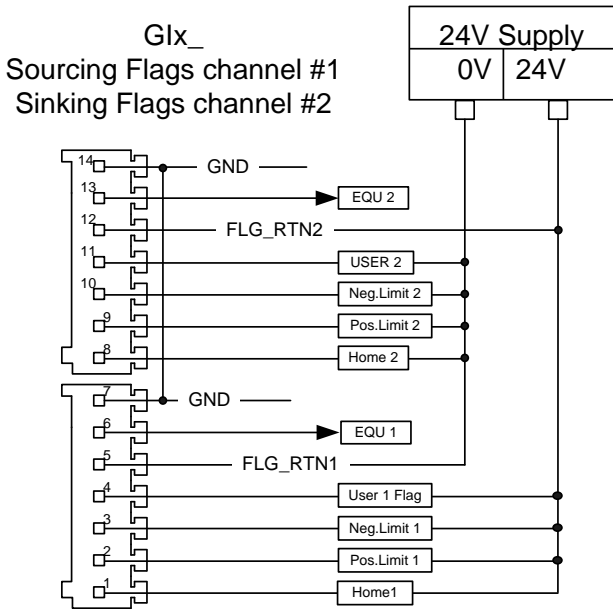 GIx_
Sourcing Flags channel #1
Sinking Flags channel #2
24V Supply
0V 24V
14 GND
13 EQU 2
12 FLG_RTN2
11 USER 2
10 Neg.Limit 2
9 Pos.Limit 2
8 Home 2
7 GND
6 EQU 1
5 FLG_RTN1
4 User 1 Flag
3 Neg.Limit 1
2 Pos.Limit 1
1 Home1